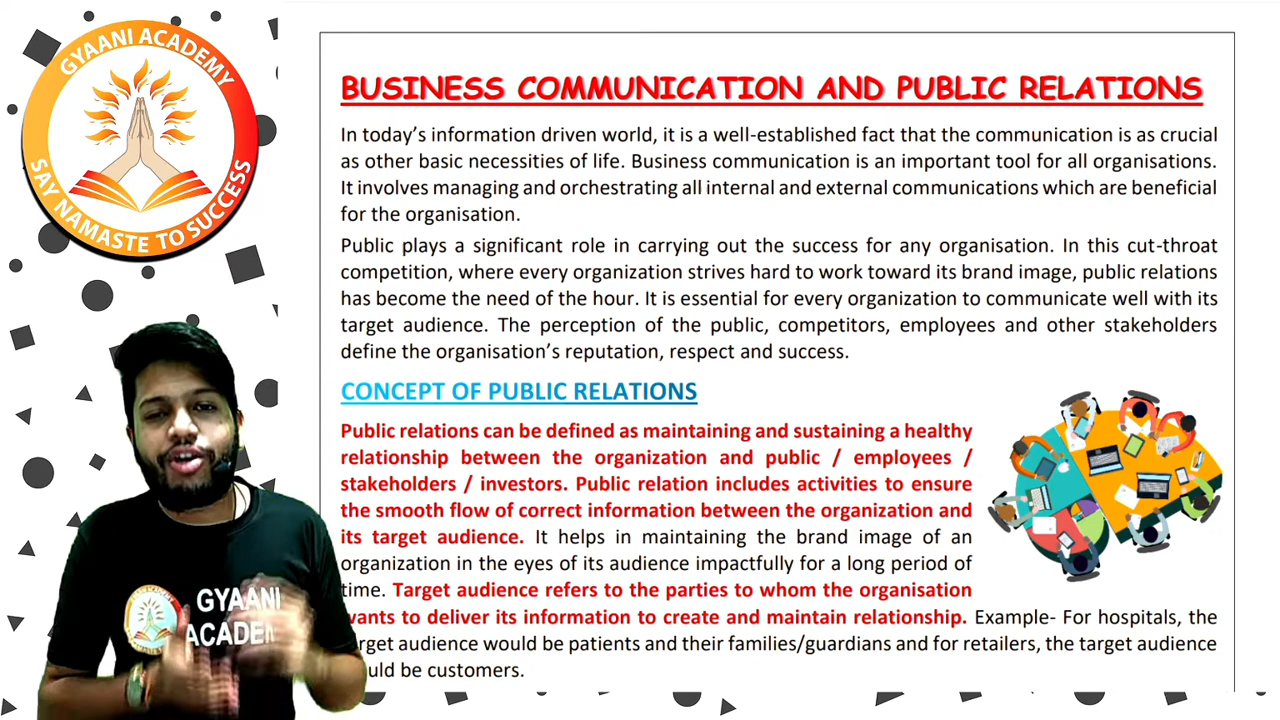 GYAANI ACADEMY
SAY NAMASTE TO SUCCESS
BUSINESS COMMUNICATION AND PUBLIC RELATIONS
In today’s information driven world, it is a well-established fact that the communication is as crucial
as other basic necessities of life. Business communication is an important tool for all organisations.
It involves managing and orchestrating all internal and external communications which are beneficial
for the organisation.
Public plays a significant role in carrying out the success for any organisation. In this cut-throat
competition, where every organization strives hard to work toward its brand image, public relations
has become the need of the hour. It is essential for every organization to communicate well with its
target audience. The perception of the public, competitors, employees and other stakeholders
define the organisation’s reputation, respect and success.
CONCEPT OF PUBLIC RELATIONS
Public relations can be defined as maintaining and sustaining a healthy
relationship between the organization and public / employees /
stakeholders / investors. Public relation includes activities to ensure
the smooth flow of correct information between the organization and
its target audience. It helps in maintaining the brand image of an
organization in the eyes of its audience impactfully for a long period of
time. Target audience refers to the parties to whom the organisation
wants to deliver its information to create and maintain relationship. Example- For hospitals, the
target audience would be patients and their families/guardians and for retailers, the target audience
would be customers.
GYAANI
ACADEM